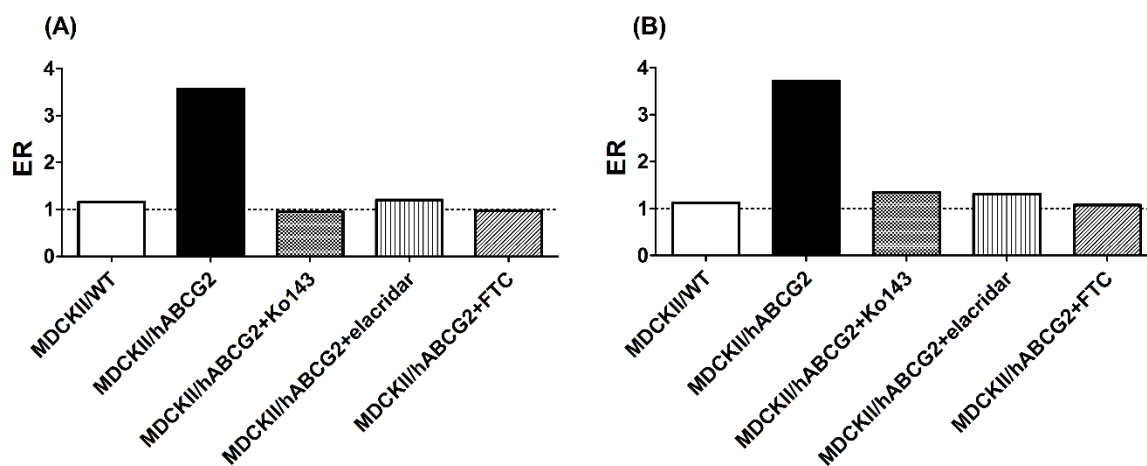 (A)
ER
4
3
2
1
0
MDCKII/WT
MDCKII/hABCG2
MDCKII/hABCG2+Ko143
MDCKII/hABCG2+elacridar
MDCKII/hABCG2+FTC
(B)
ER
4
3
2
1
0
MDCKII/WT
MDCKII/hABCG2
MDCKII/hABCG2+Ko143
MDCKII/hABCG2+elacridar
MDCKII/hABCG2+FTC